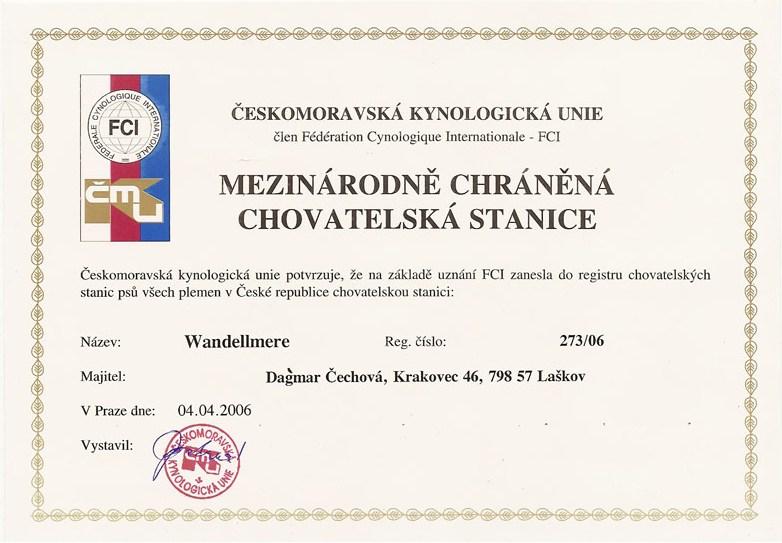 FÉDERALE CYNOLOGIQUE INTERNATIONALE
FCI
čmku
ČESKOMORAVSKÁ KYNOLOGICKÁ UNIE
člen Fédération Cynologique Internationale - FCI
MEZINÁRODNĚ CHRÁNĚNÁ
CHOVATELSKÁ STANICE
Českomoravská kynologická unie potvrzuje, že na základě uznání FCI zanesla do registru chovatelských
stanic psů všech plemen v České republice chovatelskou stanici:
Název: Wandellmere Reg. číslo: 273/06
Majitel: Dagmar Čechová, Krakovec 46, 798 57 Laškov
V Praze dne: 04.04.2006
Vystavil:
ČESKOMORAVSKÁ
čmku
KYNOLOGICKÁ UNIE